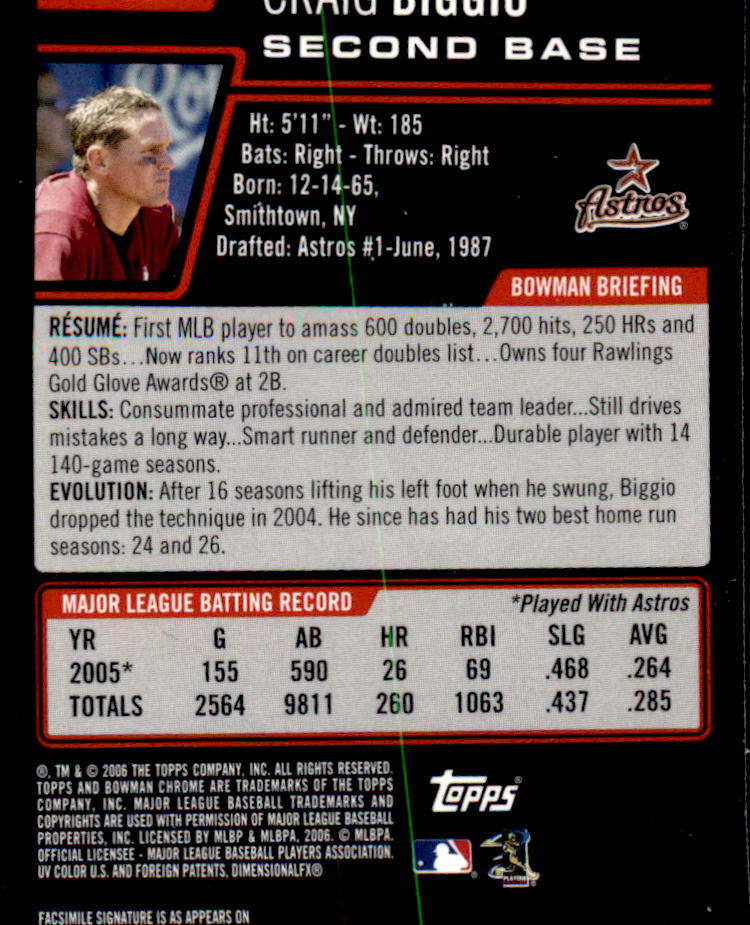 CRAIG BIGGIO
SECOND BASE
Ht: 5'11" - Wt: 185
Bats: Right - Throws: Right
Born: 12-14-65,
Smithtown, NY
Drafted: Astros #1-June, 1987
Astros®
BOWMAN BRIEFING
RÉSUMÉ: First MLB player to amass 600 doubles, 2,700 hits, 250 HRs and
400 SBs...Now ranks 11th on career doubles list...Owns four Rawlings
Gold Glove Awards® at 2B.
SKILLS: Consummate professional and admired team leader...Still drives
mistakes a long way...Smart runner and defender...Durable player with 14
140-game seasons.
EVOLUTION: After 16 seasons lifting his left foot when he swung, Biggio
dropped the technique in 2004. He since has had his two best home run
seasons: 24 and 26.
MAJOR LEAGUE BATTING RECORD *Played With Astros
YR G AB HR RBI SLG AVG
2005* 155 590 26 69 .468 .264
TOTALS 2564 9811 260 1063 .437 .285
®, TM & © 2006 THE TOPPS COMPANY, INC. ALL RIGHTS RESERVED.
TOPPS AND BOWMAN CHROME ARE TRADEMARKS OF THE TOPPS
COMPANY, INC. MAJOR LEAGUE BASEBALL TRADEMARKS AND
COPYRIGHTS ARE USED WITH PERMISSION OF MAJOR LEAGUE BASEBALL
PROPERTIES, INC. LICENSED BY MLBP & MLBPA, 2006. © MLBPA.
OFFICIAL LICENSEE - MAJOR LEAGUE BASEBALL PLAYERS ASSOCIATION.
UV COLOR U.S. AND FOREIGN PATENTS, DIMENSIONALFX®
Topps®
PLAYERS
FACSIMILE SIGNATURE IS AS APPEARS ON